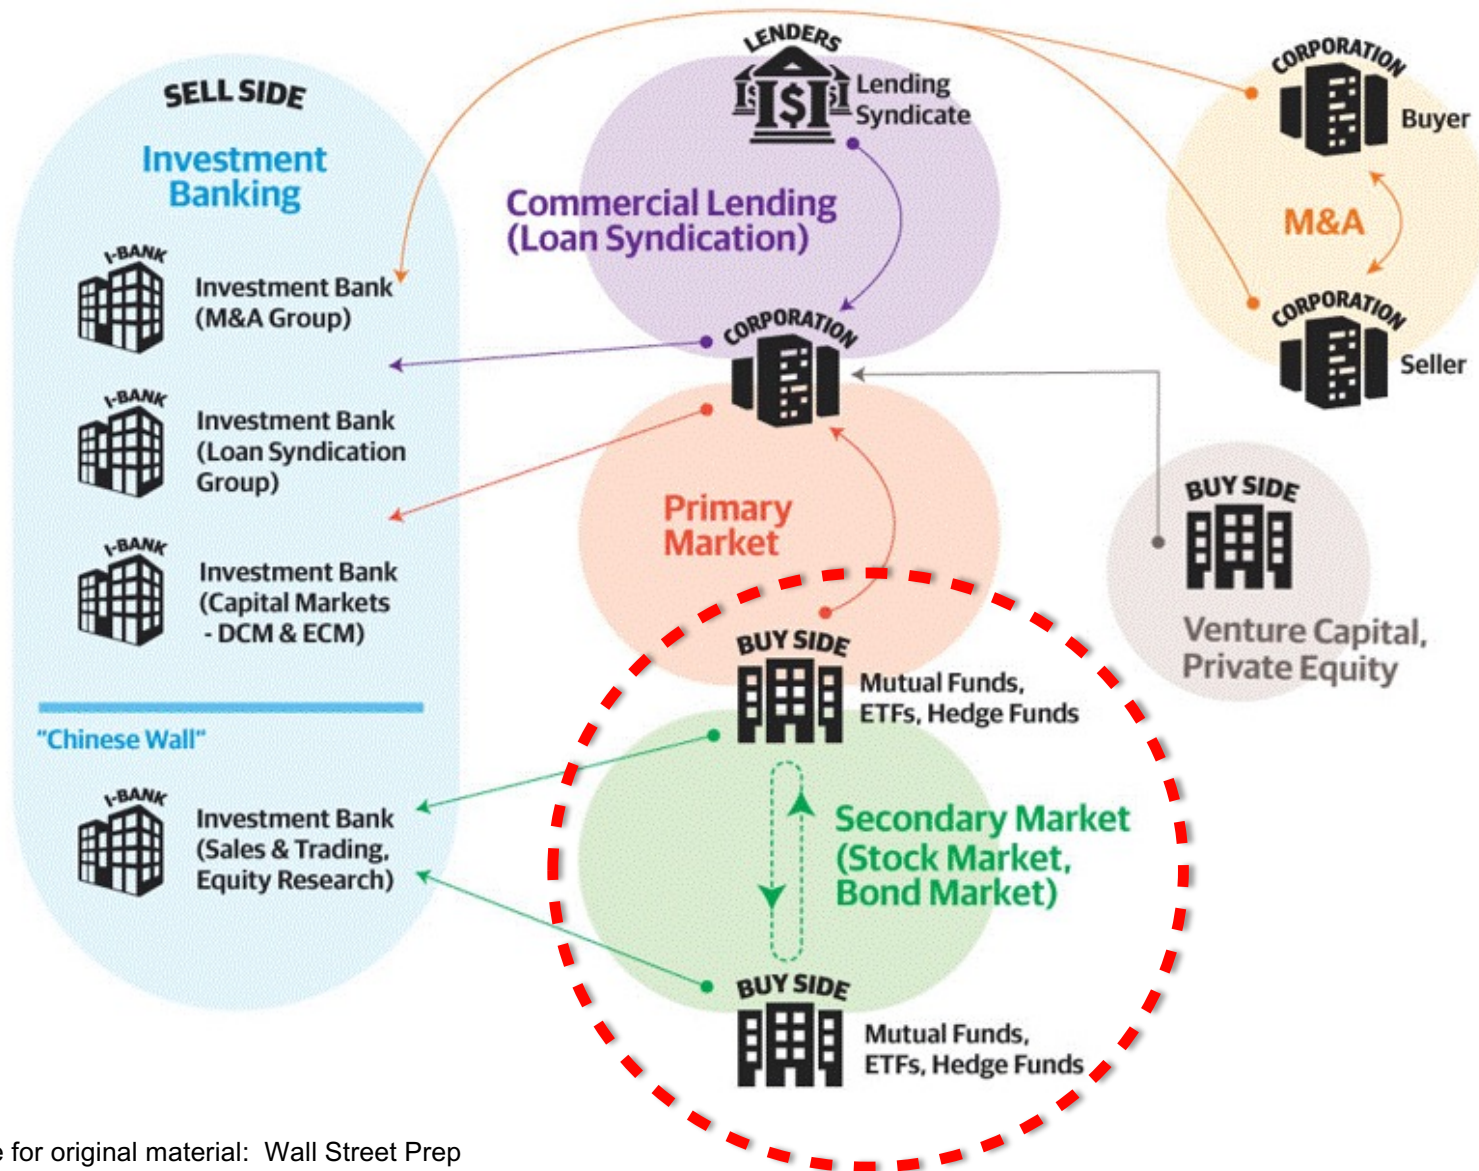 SELL SIDE
Investment
Banking
I-BANK
Investment Bank
(M&A Group)
I-BANK
Investment Bank
(Loan Syndication
Group)
I-BANK
Investment Bank
(Capital Markets
- DCM & ECM)
"Chinese Wall"
I-BANK
Investment Bank
(Sales & Trading,
Equity Research)
LENDERS
Lending
Syndicate
Commercial Lending
(Loan Syndication)
CORPORATION
Primary
Market
BUY SIDE
Mutual Funds,
ETFs, Hedge Funds
Secondary Market
(Stock Market,
Bond Market)
BUY SIDE
Mutual Funds,
ETFs, Hedge Funds
CORPORATION
Buyer
M&A
CORPORATION
Seller
BUY SIDE
Venture Capital,
Private Equity
for original material: Wall Street Prep